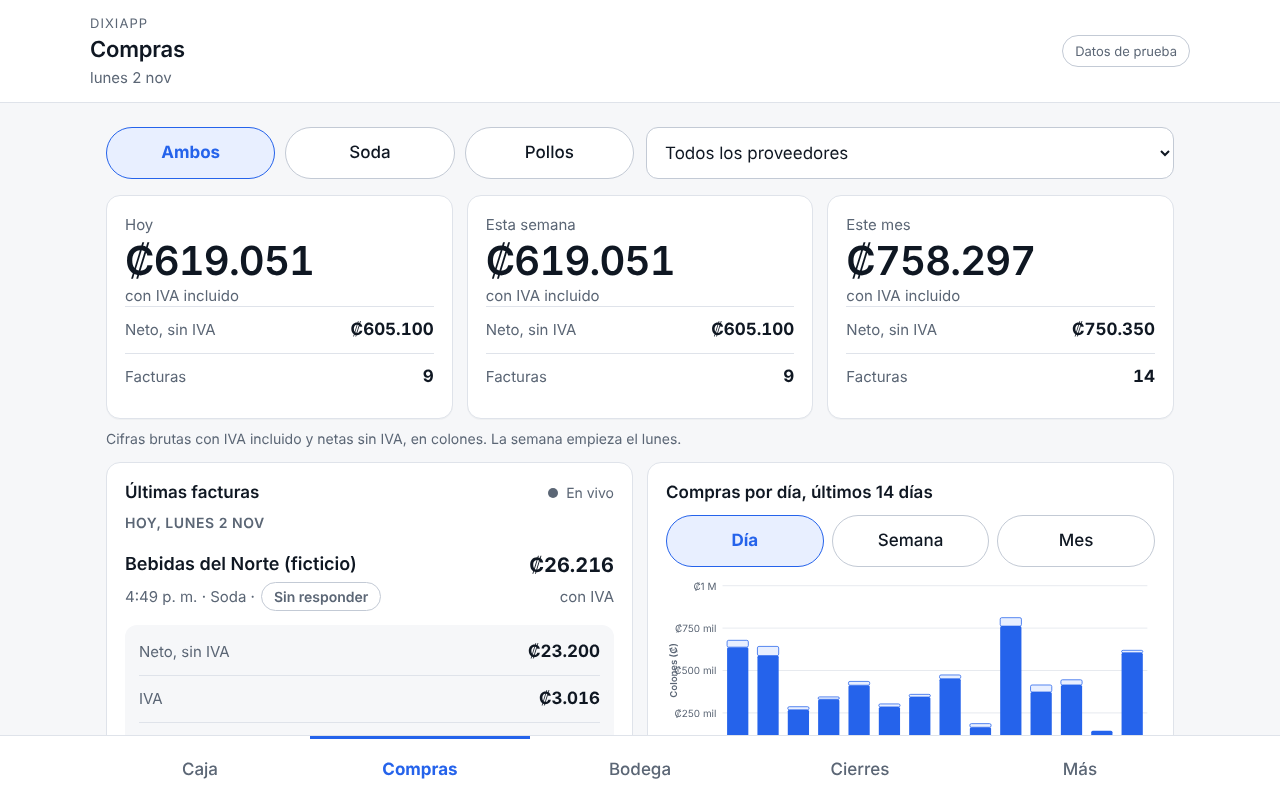 DIXIAPP
Compras
lunes 2 nov
Datos de prueba
Ambos
Soda
Pollos
Todos los proveedores
Hoy
₡619.051
con IVA incluido
Neto, sin IVA ₡605.100
Facturas 9
Esta semana
₡619.051
con IVA incluido
Neto, sin IVA ₡605.100
Facturas 9
Este mes
₡758.297
con IVA incluido
Neto, sin IVA ₡750.350
Facturas 14
Cifras brutas con IVA incluido y netas sin IVA, en colones. La semana empieza el lunes.
Últimas facturas
En vivo
HOY, LUNES 2 NOV
Bebidas del Norte (ficticio) ₡26.216
4:49 p. m. · Soda · Sin responder con IVA
Neto, sin IVA ₡23.200
IVA ₡3.016
Compras por día, últimos 14 días
Día
Semana
Mes
₡1 M
₡750 mil
₡500 mil
₡250 mil
Colones (₡)
Caja
Compras
Bodega
Cierres
Más